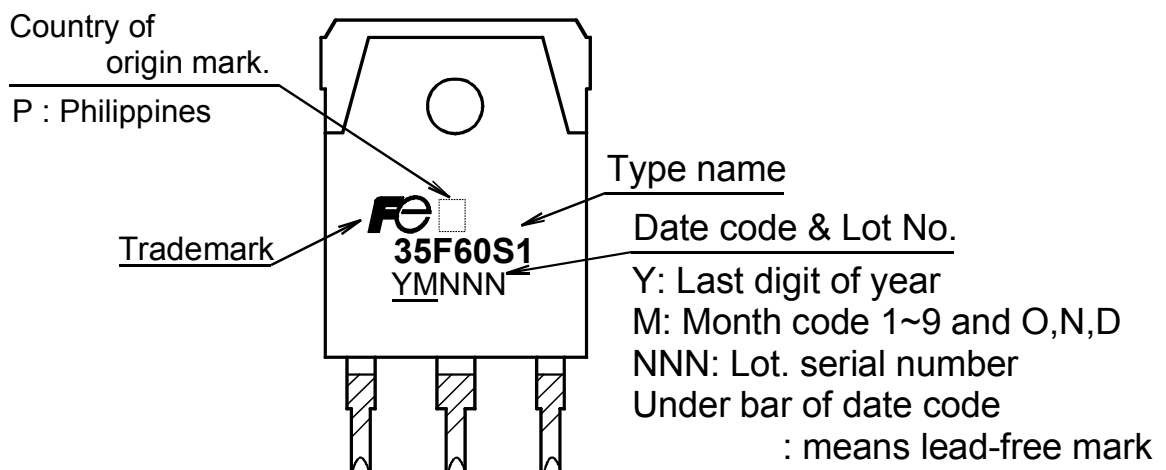 Country of
origin mark.
P : Philippines
Trademark
Fe
35F60S1
YMNNN
Type name
Date code & Lot No.
Y: Last digit of year
M: Month code 1~9 and O,N,D
NNN: Lot. serial number
Under bar of date code
: means lead-free mark